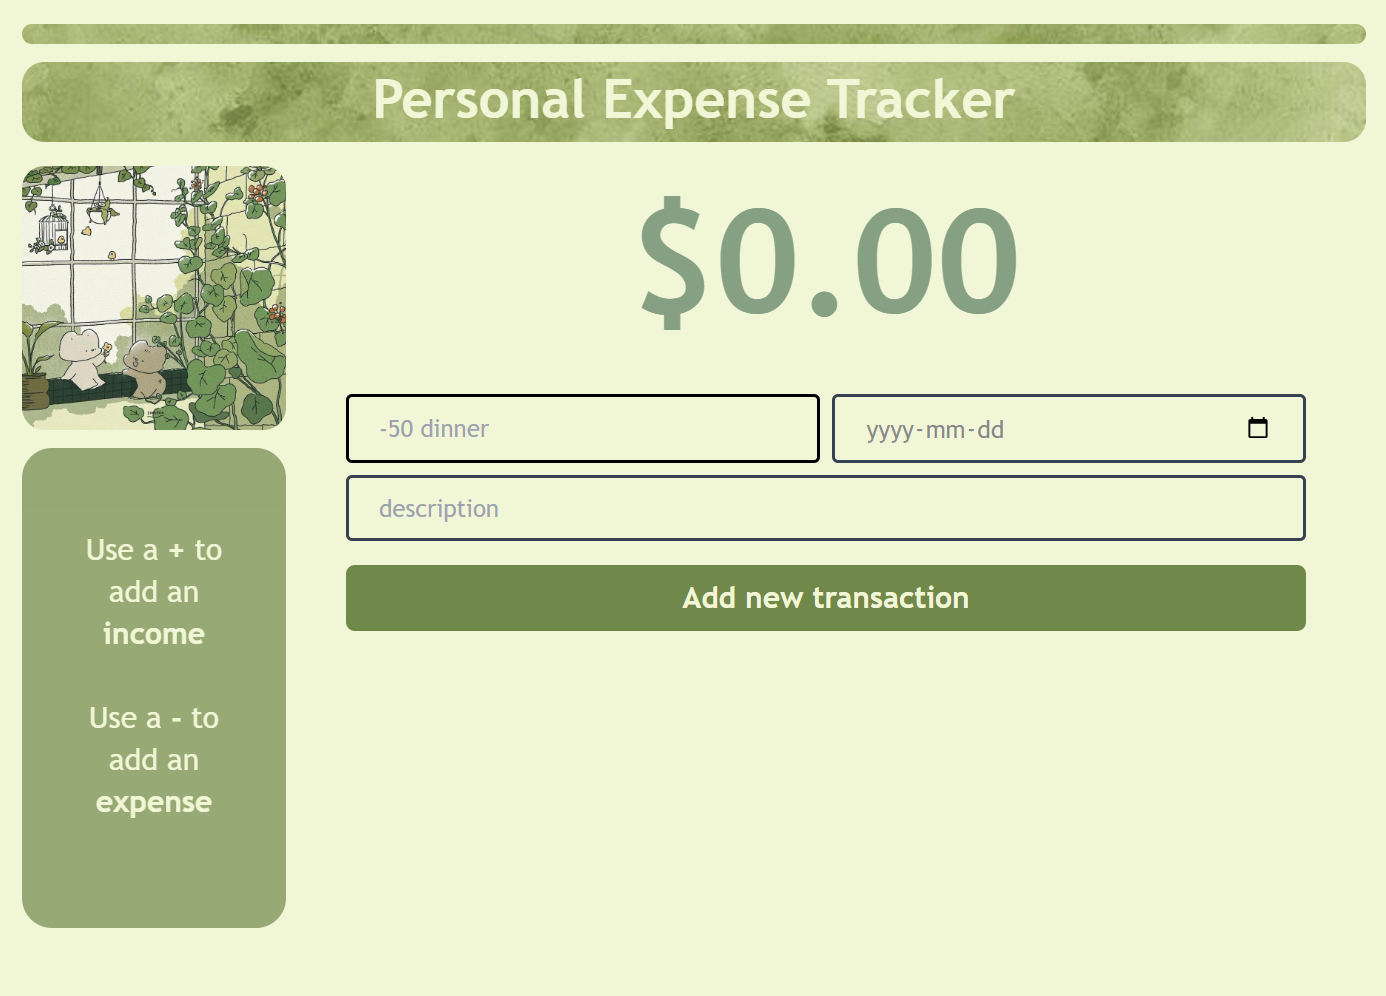 Personal Expense Tracker
$0.00
-50 dinner
yyyy-mm-dd
description
Add new transaction
Use a + to
add an
income
Use a - to
add an
expense